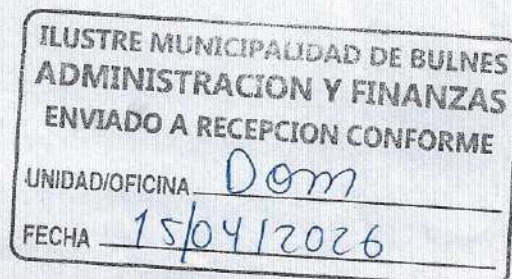 ILUSTRE MUNICIPALIDAD DE BULNES
ADMINISTRACION Y FINANZAS
ENVIADO A RECEPCION CONFORME
UNIDAD/OFICINA Dom
FECHA 15/04/2026